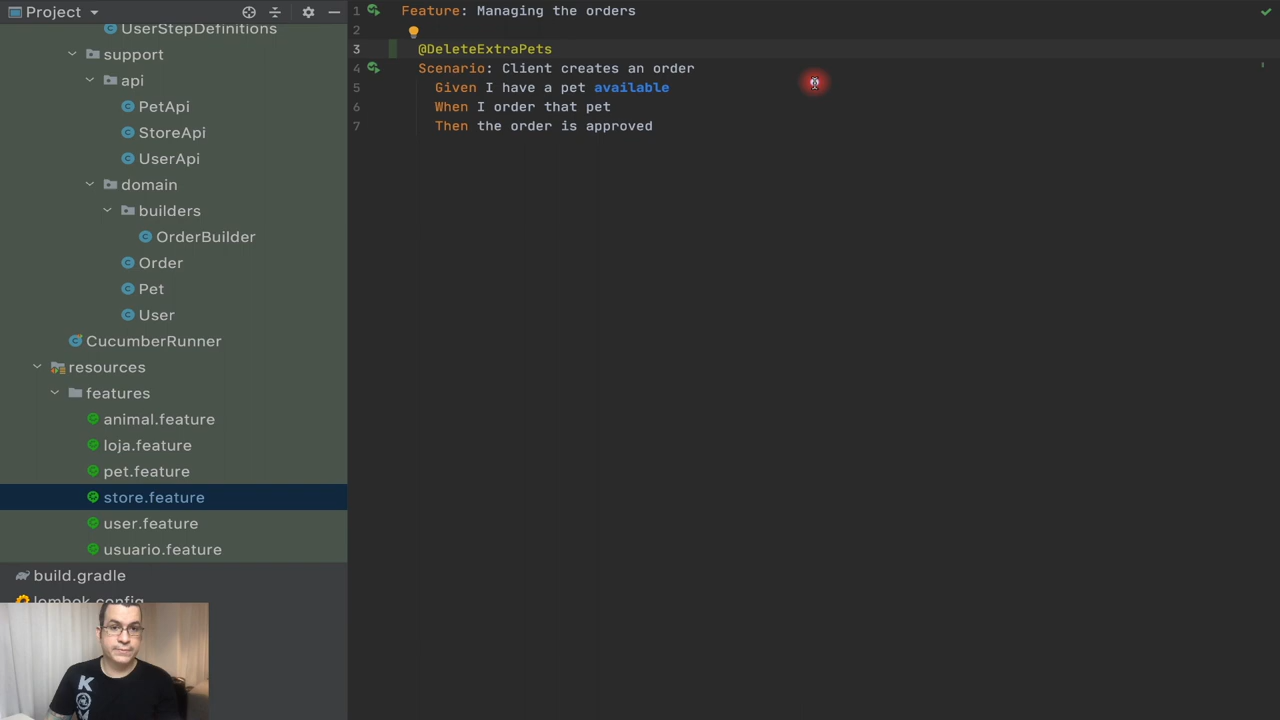 Project
UserStepDefinitions
support
api
PetApi
StoreApi
UserApi
domain
builders
OrderBuilder
Order
Pet
User
CucumberRunner
resources
features
animal.feature
loja.feature
pet.feature
store.feature
user.feature
usuario.feature
build.gradle
lombok.config
1 Feature: Managing the orders
2
3 @DeleteExtraPets
4 Scenario: Client creates an order
5 Given I have a pet available
6 When I order that pet
7 Then the order is approved